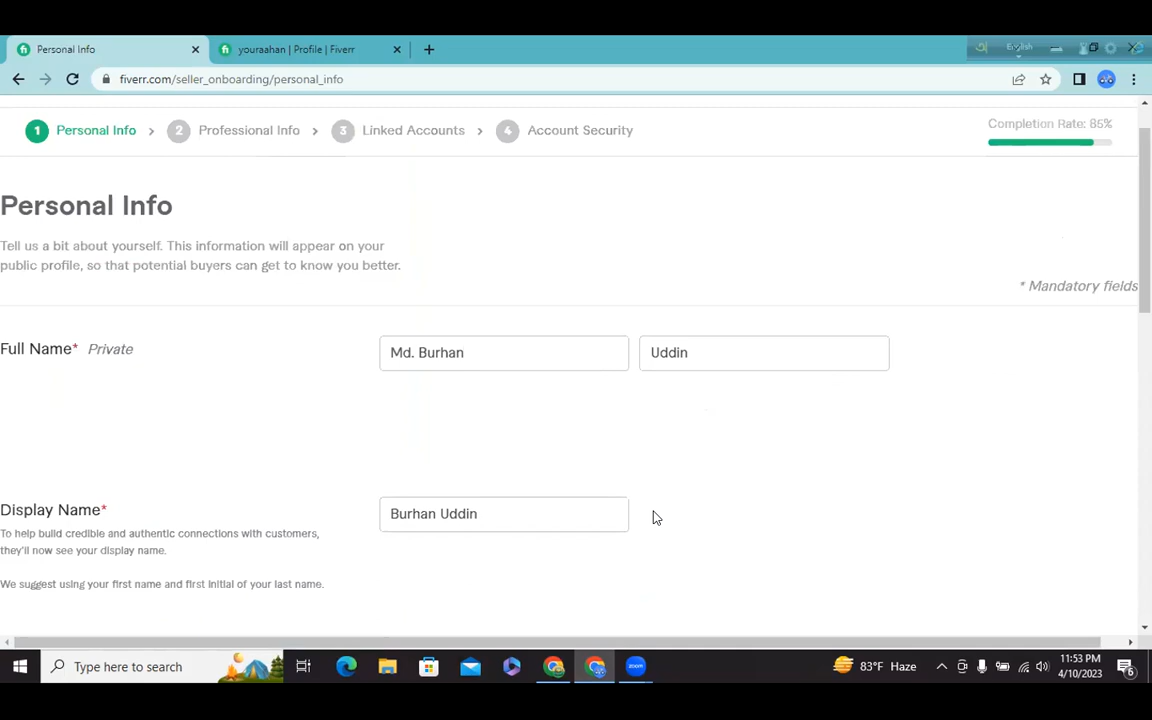 Personal Info
youraahan | Profile | Fiverr
English
fiverr.com/seller_onboarding/personal_info
1 Personal Info > 2 Professional Info > 3 Linked Accounts > 4 Account Security
Completion Rate: 85%
Personal Info
Tell us a bit about yourself. This information will appear on your
public profile, so that potential buyers can get to know you better.
* Mandatory fields
Full Name* Private
Md. Burhan
Uddin
Display Name*
Burhan Uddin
To help build credible and authentic connections with customers,
they'll now see your display name.
We suggest using your first name and first initial of your last name.
Type here to search
zoom
83°F Haze
11:53 PM
4/10/2023
6